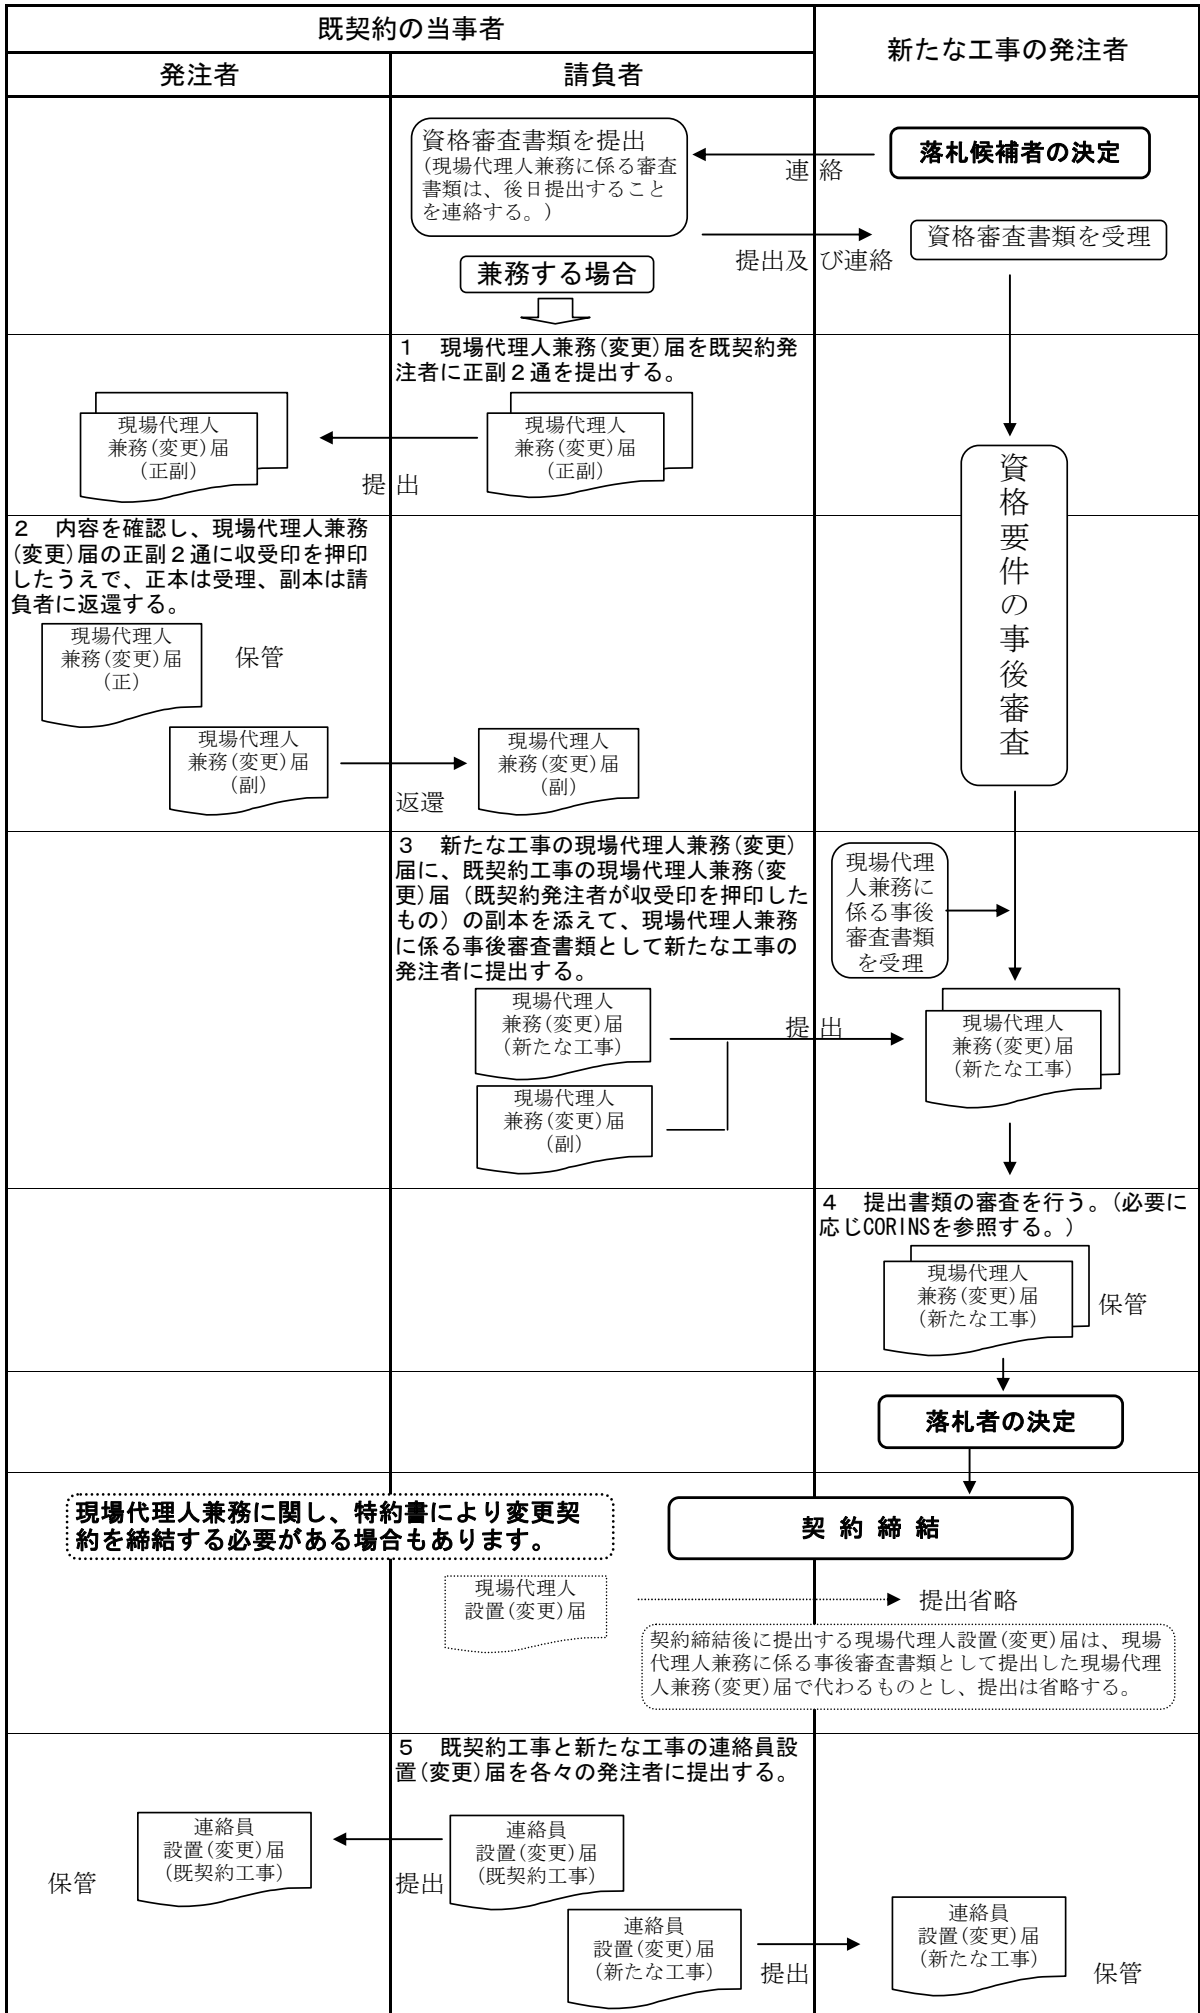 既契約の当事者
新たな工事の発注者
発注者
請負者
資格審査書類を提出
(現場代理人兼務に係る審査
書類は、後日提出すること
を連絡する。)
連 絡
落札候補者の決定
提出及び連絡
資格審査書類を受理
兼務する場合
1 現場代理人兼務(変更)届を既契約発
注者に正副２通を提出する。
現場代理人
兼務(変更)届
(正副)
提 出
現場代理人
兼務(変更)届
(正副)
資格要件の事後審査
2 内容を確認し、現場代理人兼務
(変更)届の正副２通に収受印を押印
したうえで、正本は受理、副本は請
負者に返還する。
現場代理人
兼務(変更)届
(正)
保管
現場代理人
兼務(変更)届
(副)
返還
現場代理人
兼務(変更)届
(副)
3 新たな工事の現場代理人兼務(変更)
届に、既契約工事の現場代理人兼務(変
更)届（既契約発注者が収受印を押印した
もの）の副本を添えて、現場代理人兼務
に係る事後審査書類として新たな工事の
発注者に提出する。
現場代理
人兼務に
係る事後
審査書類
を受理
現場代理人
兼務(変更)届
(新たな工事)
提 出
現場代理人
兼務(変更)届
(新たな工事)
現場代理人
兼務(変更)届
(副)
4 提出書類の審査を行う。(必要に
応じCORINSを参照する。)
現場代理人
兼務(変更)届
(新たな工事)
保管
落札者の決定
現場代理人兼務に関し、特約書により変更契
約を締結する必要がある場合もあります。
契 約 締 結
現場代理人
設置(変更)届
提出省略
契約締結後に提出する現場代理人設置(変更)届は、現場
代理人兼務に係る事後審査書類として提出した現場代理
人兼務(変更)届で代わるものとし、提出は省略する。
5 既契約工事と新たな工事の連絡員設
置(変更)届を各々の発注者に提出する。
連絡員
設置(変更)届
(既契約工事)
保管
提出
連絡員
設置(変更)届
(既契約工事)
連絡員
設置(変更)届
(新たな工事)
提出
連絡員
設置(変更)届
(新たな工事)
保管